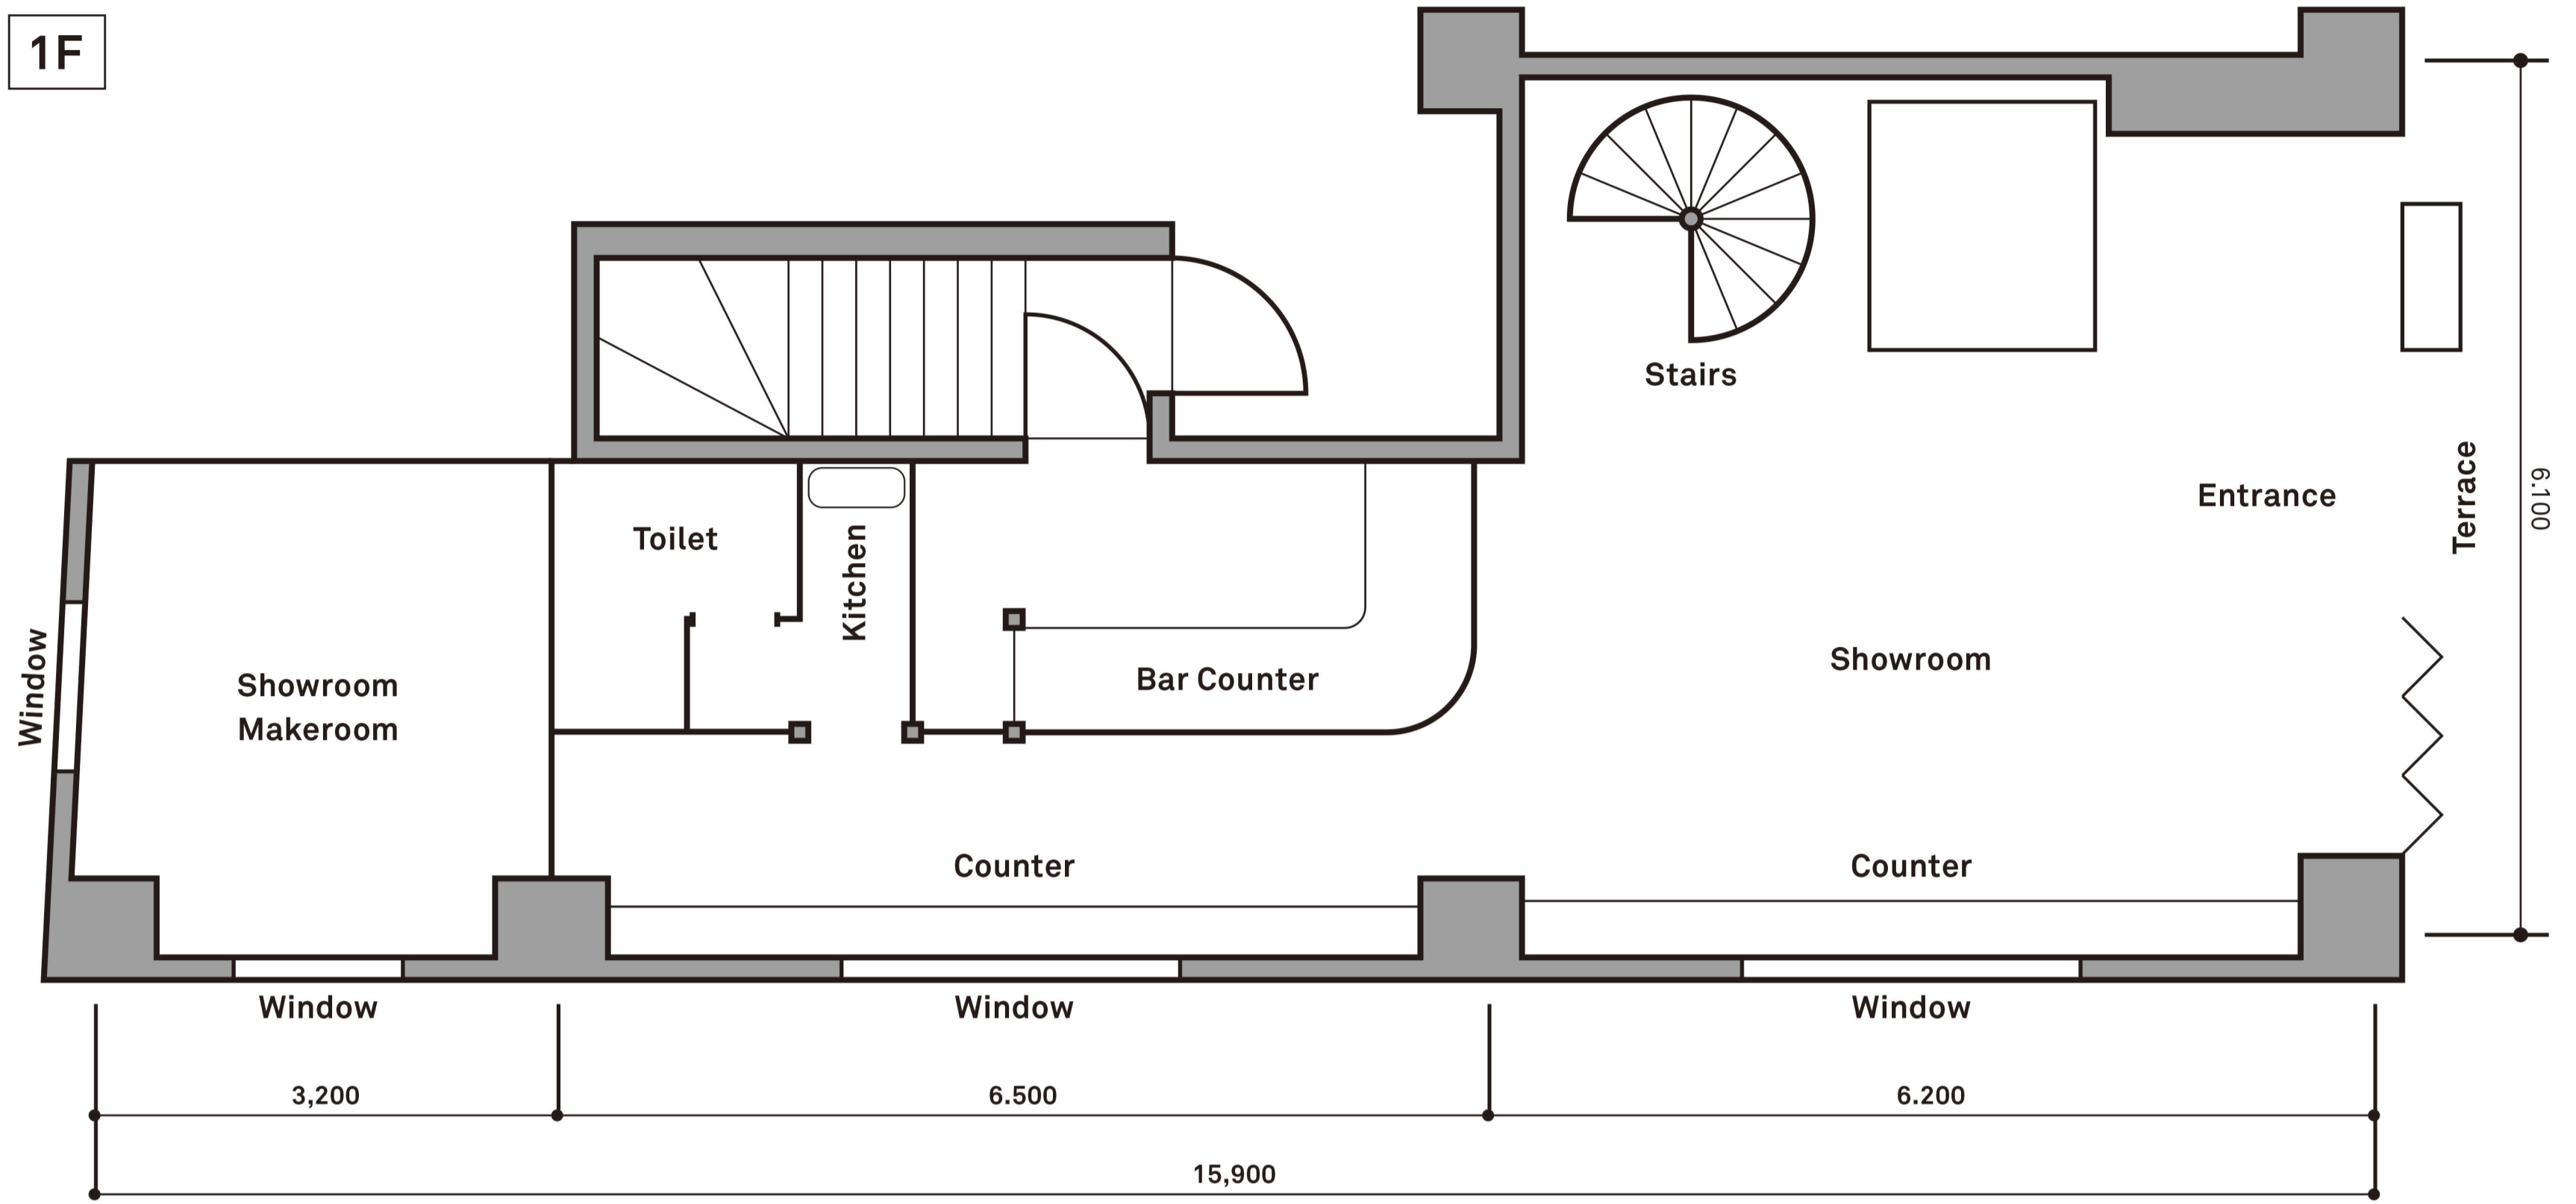 1F
Stairs
Entrance
Terrace
6.100
Toilet
Kitchen
Window
Showroom
Makeroom
Bar Counter
Showroom
Counter
Counter
Window
Window
Window
3,200
6.500
6.200
15,900